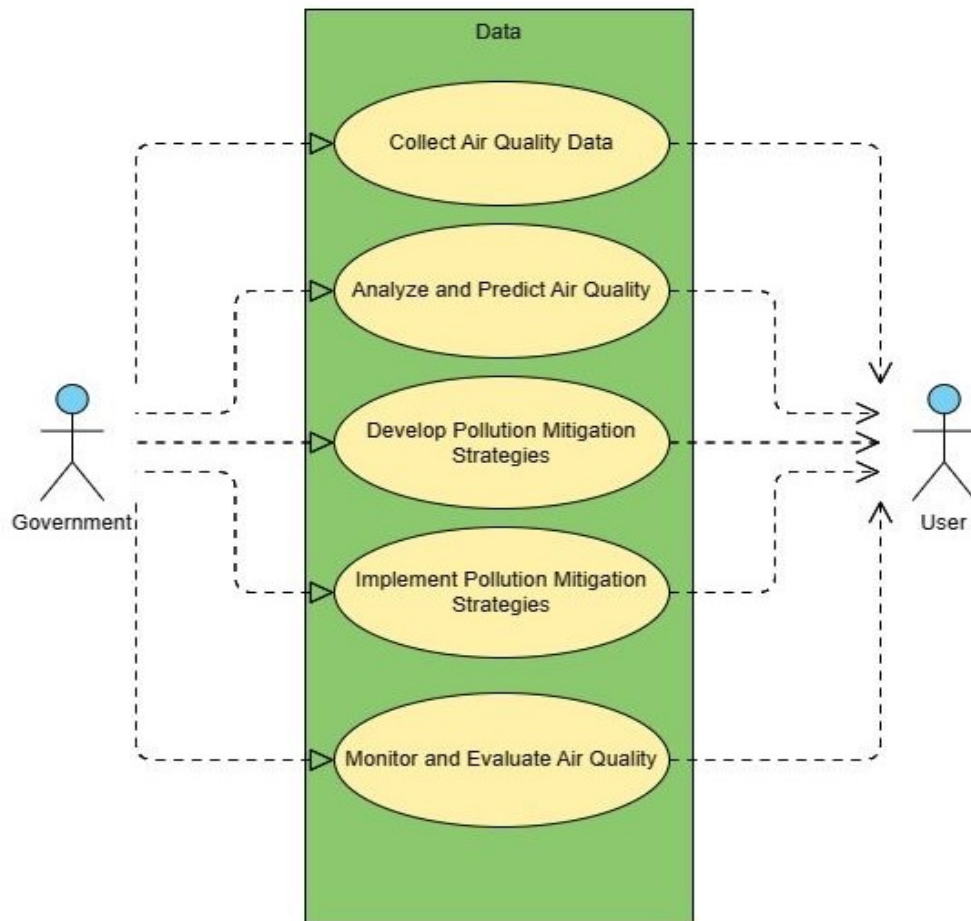 Data
Collect Air Quality Data
Analyze and Predict Air Quality
Develop Pollution Mitigation
Strategies
Government
User
Implement Pollution Mitigation
Strategies
Monitor and Evaluate Air Quality